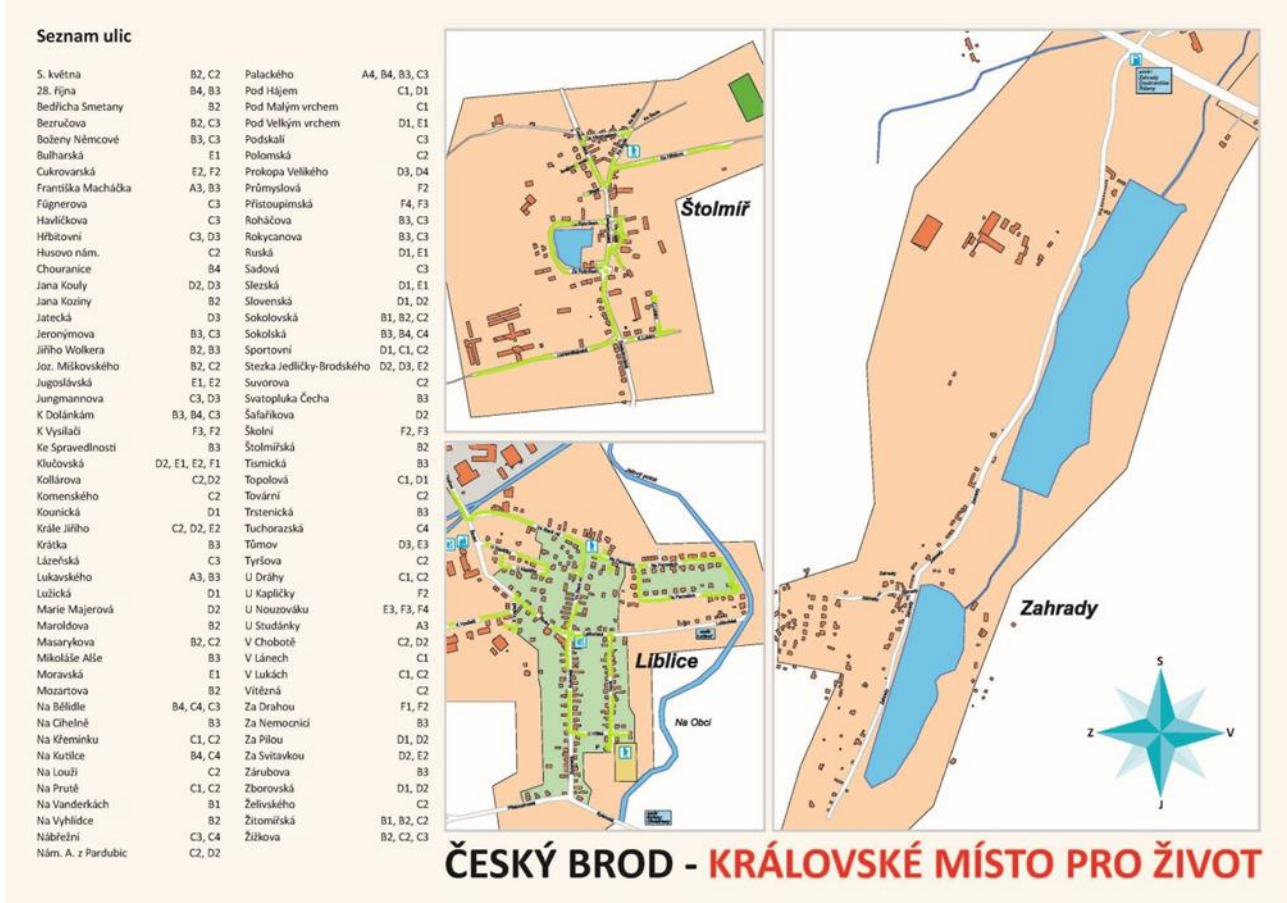 Seznam ulic
5. května B2, C2
28. října B4, B3
Bedřicha Smetany B2
Bezručova B2, C3
Boženy Němcové B3, C3
Bulharská E1
Cukrovarská E2, F2
Františka Macháčka A3, B3
Fügnerova C3
Havlíčkova C3
Hřbitovní C3, D3
Husovo nám. C2
Chouranice B4
Jana Kouly D2, D3
Jana Koziny B2
Jatecká D3
Jeronýmova B3, C3
Jiřího Wolkera B2, B3
Joz. Miškovského B2, C2
Jugoslávská E1, E2
Jungmannova C3, D3
K Dolánkám B3, B4, C3
K Vysílači F3, F2
Ke Spravedlnosti B3
Klučovská D2, E1, E2, F1
Kollárova C2,D2
Komenského C2
Kounická D1
Krále Jiřího C2, D2, E2
Krátka B3
Lázeňská C3
Lukavského A3, B3
Lužická D1
Marie Majerová D2
Maroldova B2
Masarykova B2, C2
Mikoláše Alše B3
Moravská E1
Mozartova B2
Na Bělidle B4, C4, C3
Na Cihelně B3
Na Křemínku C1, C2
Na Kutilce B4, C4
Na Louži C2
Na Prutě C1, C2
Na Vanderkách B1
Na Vyhlídce B2
Nábřežní C3, C4
Nám. A. z Pardubic C2, D2
Palackého A4, B4, B3, C3
Pod Hájem C1, D1
Pod Malým vrchem C1
Pod Velkým vrchem D1, E1
Podskalí C3
Polomská C2
Prokopa Velikého D3, D4
Průmyslová F2
Přistoupimská F4, F3
Roháčova B3, C3
Rokycanova B3, C3
Ruská D1, E1
Sadová C3
Slezská D1, E1
Slovenská D1, D2
Sokolovská B1, B2, C2
Sokolská B3, B4, C4
Sportovní D1, C1, C2
Stezka Jedličky-Brodského D2, D3, E2
Suvorova C2
Svatopluka Čecha B3
Šafaříkova D2
Školní F2, F3
Štolmířská B2
Tismická B3
Topolová C1, D1
Tovární C2
Trstenická B3
Tuchorazská C4
Tůmov D3, E3
Tyršova C2
U Dráhy C1, C2
U Kapličky F2
U Nouzováku E3, F3, F4
U Studánky A3
V Chobotě C2, D2
V Lánech C1
V Lukách C1, C2
Vítězná C2
Za Drahou F1, F2
Za Nemocnicí B3
Za Pilou D1, D2
Za Svitavkou D2, E2
Zárubova B3
Zborovská D1, D2
Želivského C2
Žitomířská B1, B2, C2
Žižkova B2, C2, C3
Štolmíř
Liblice
Na Obci
Zahrady
S
Z
V
J
ČESKÝ BROD - KRÁLOVSKÉ MÍSTO PRO ŽIVOT